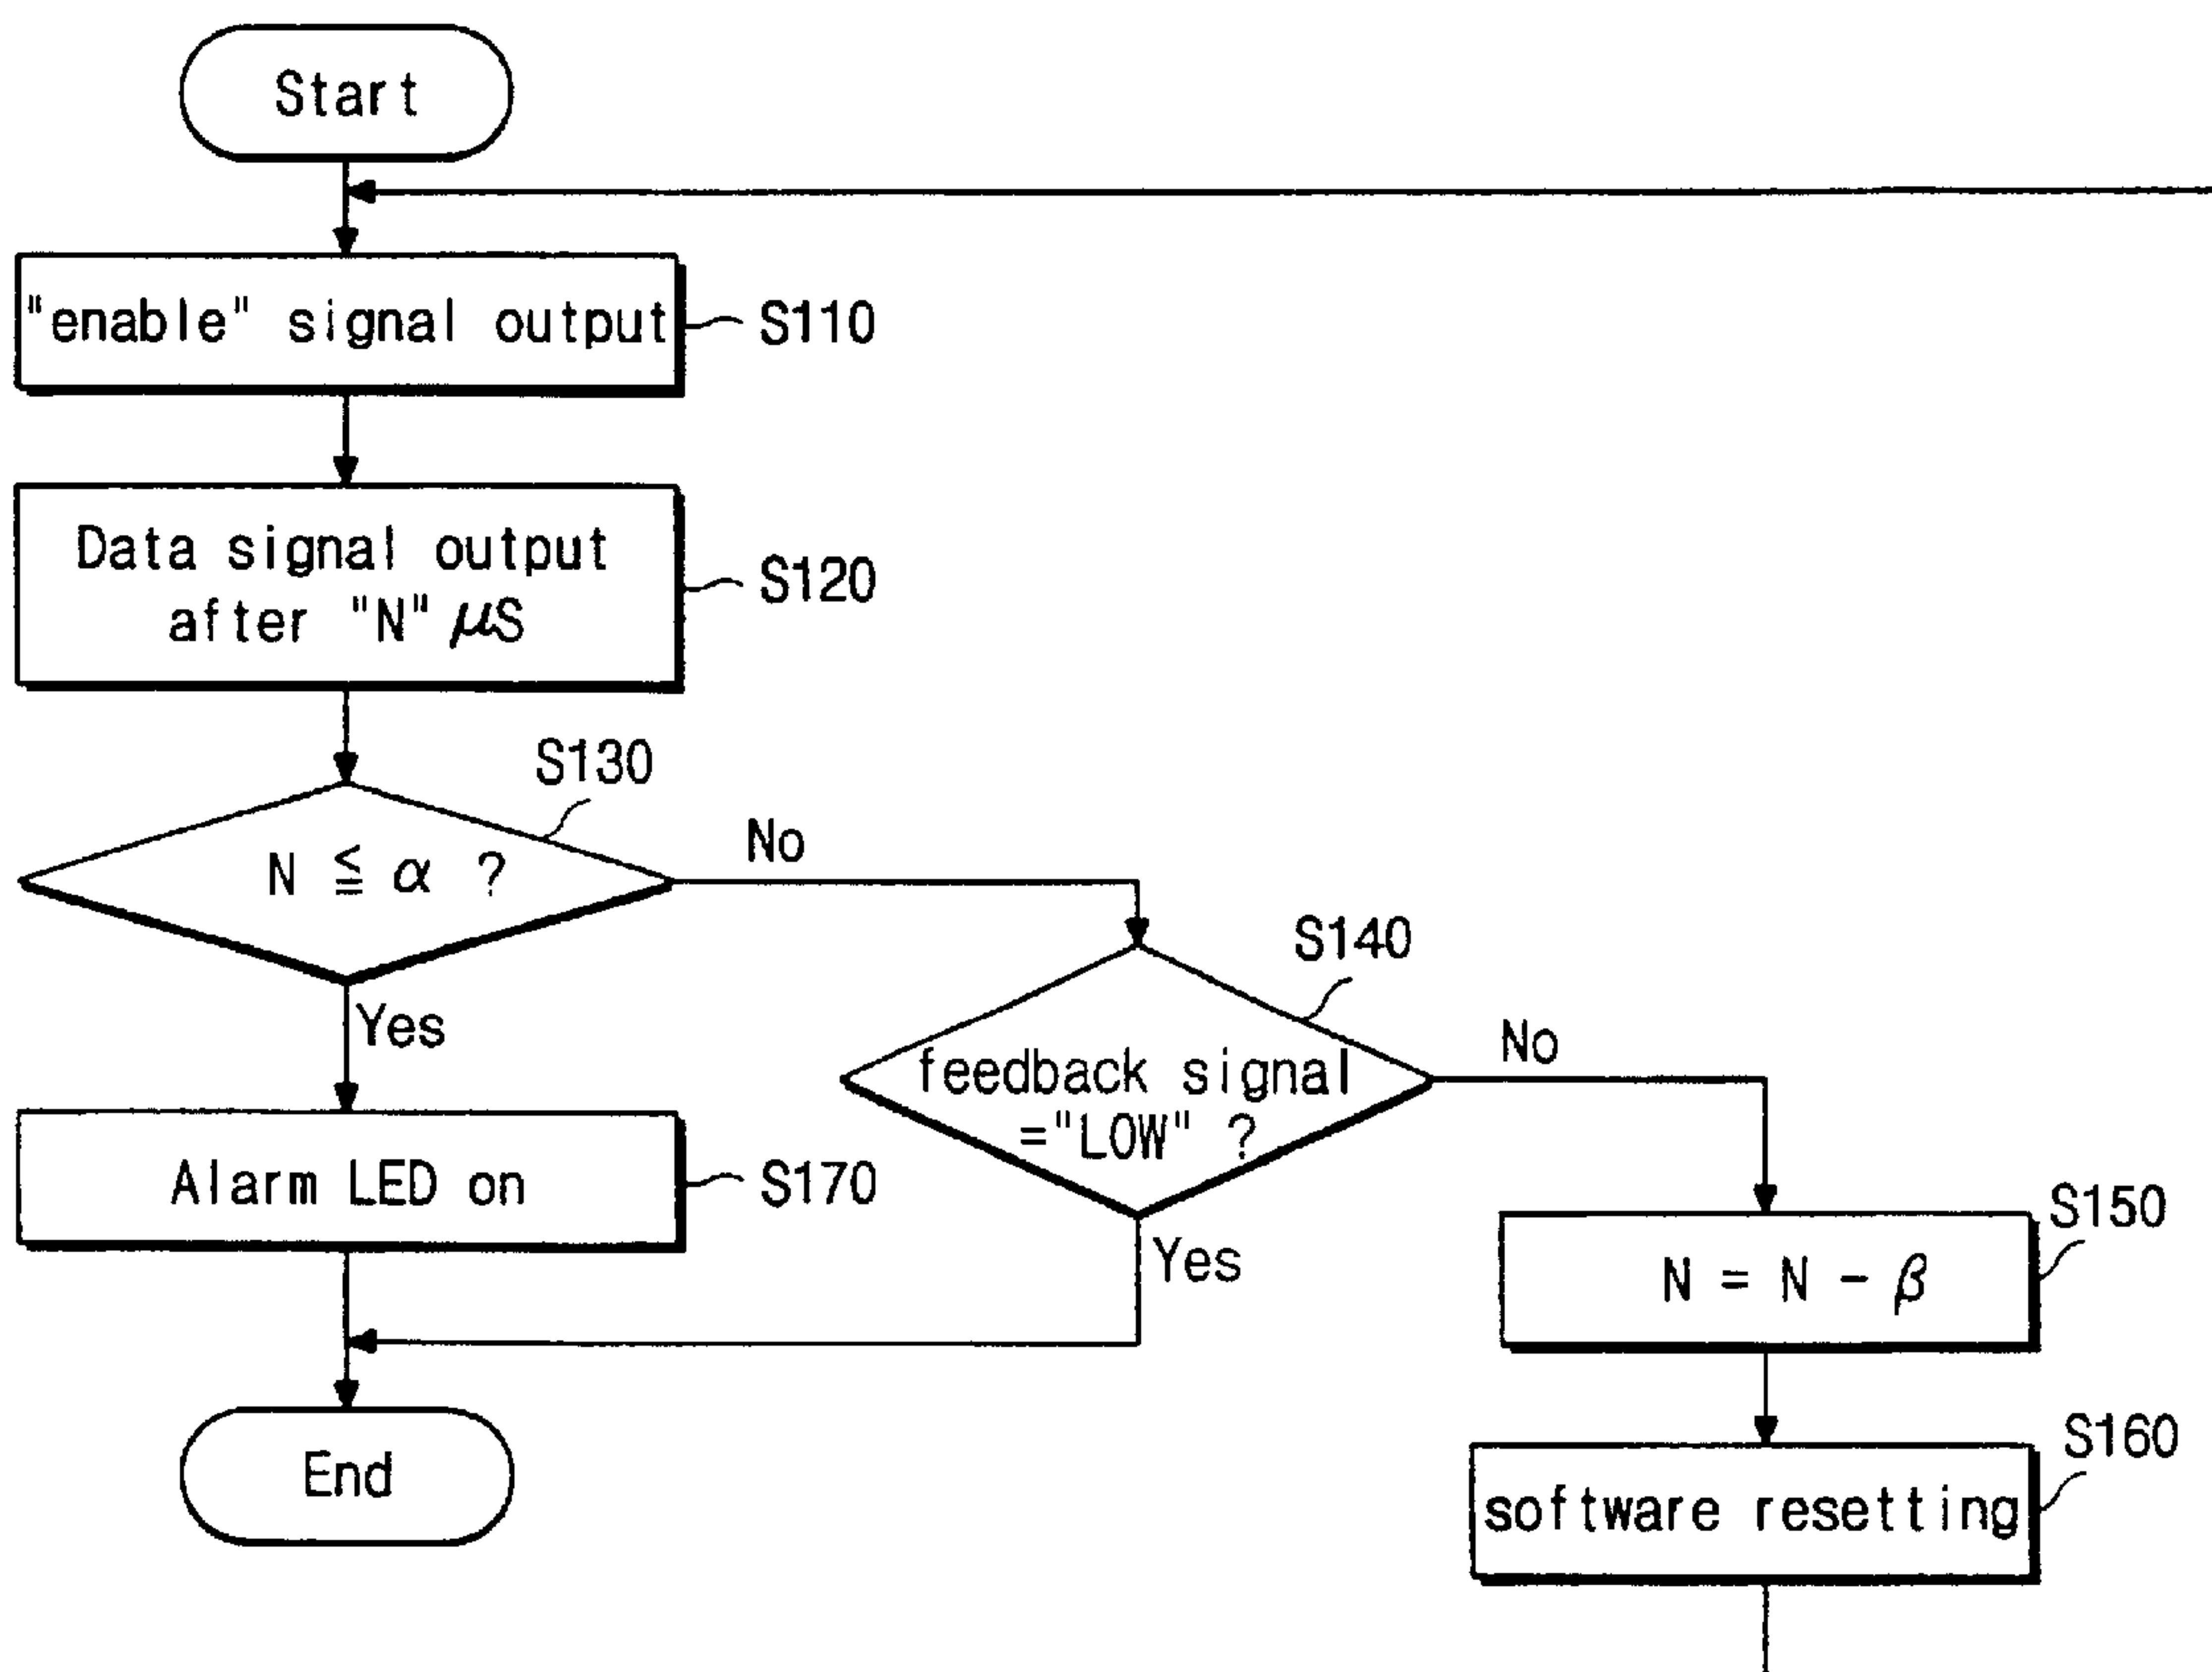 Start
"enable" signal output
S110
Data signal output
after "N" μS
S120
S130
N ≦ α ?
No
Yes
S140
feedback signal
="LOW" ?
No
Yes
Alarm LED on
S170
S150
N = N - β
End
S160
software resetting